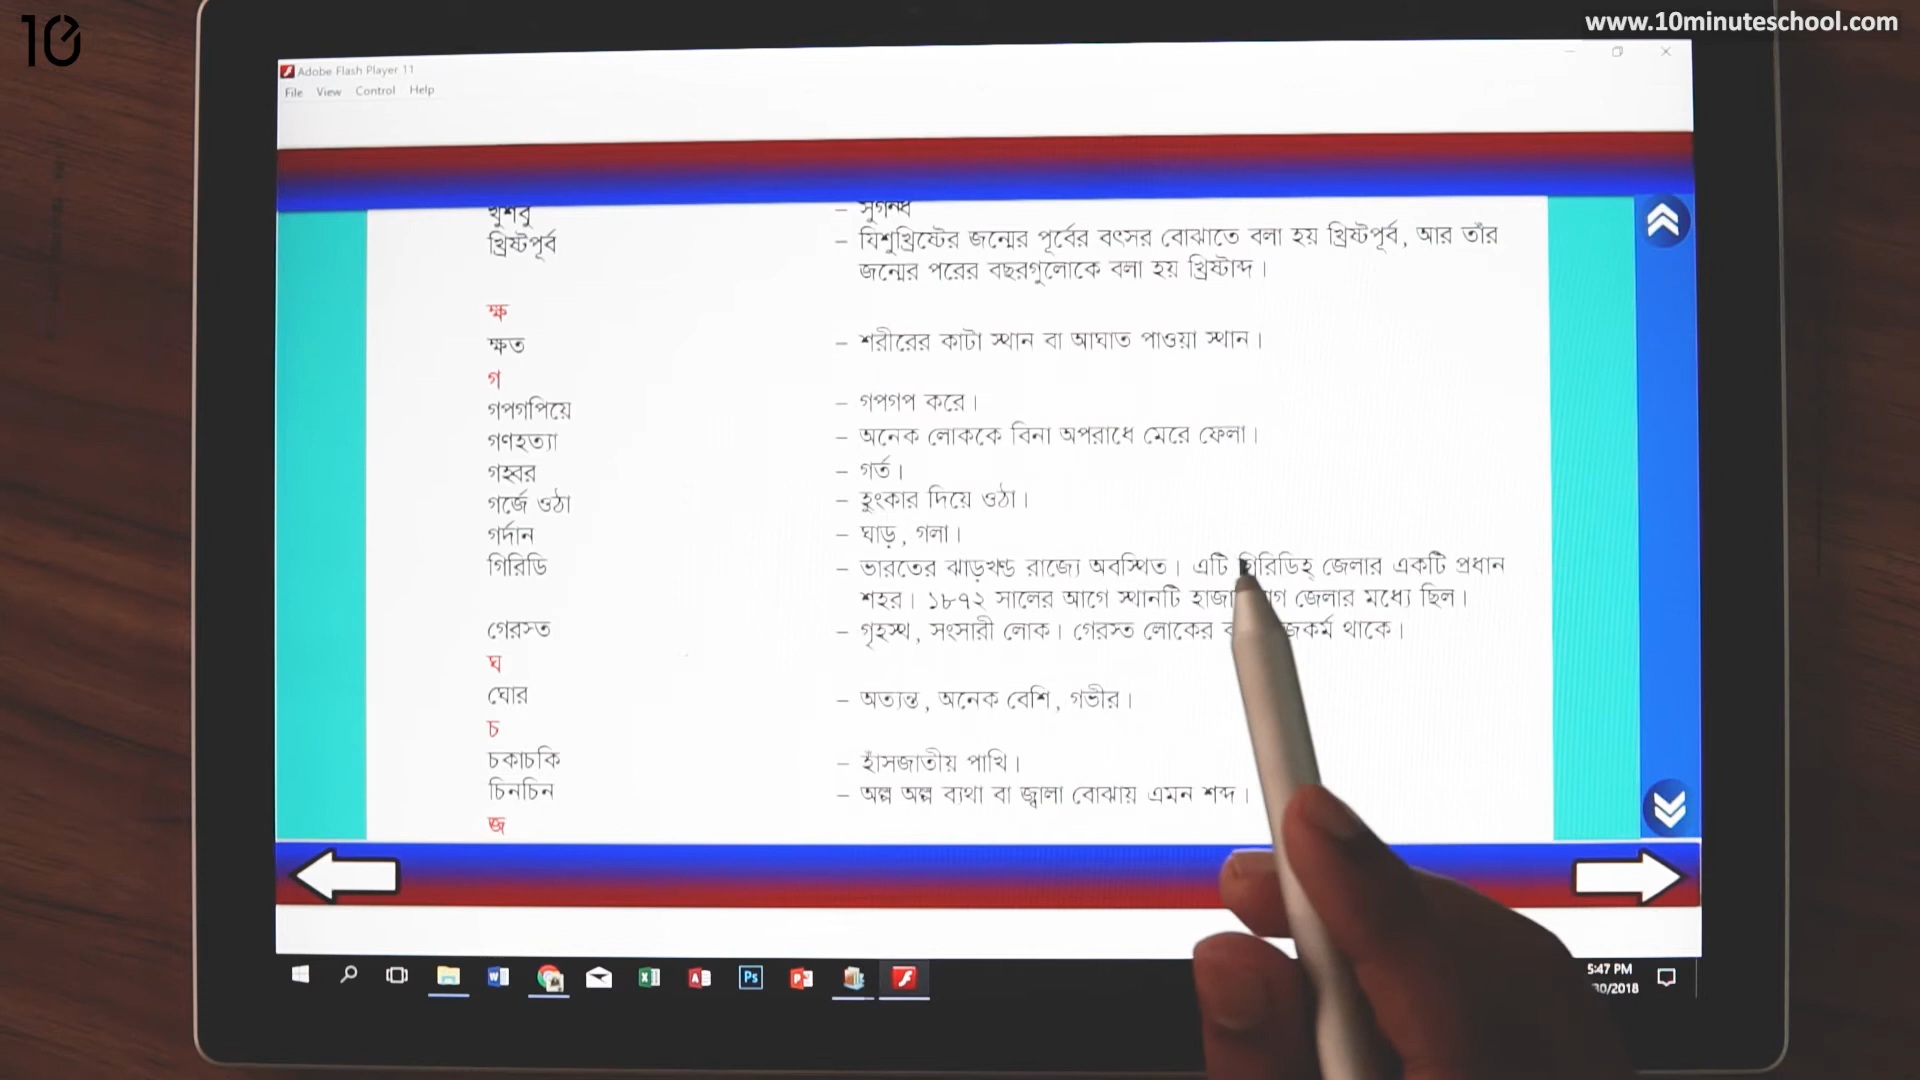 10
www.10minuteschool.com
Adobe Flash Player 11
File View Control Help
খুশবু – সুগন্ধ
খ্রিষ্টপূর্ব – যিশুখ্রিষ্টের জন্মের পূর্বের বৎসর বোঝাতে বলা হয় খ্রিষ্টপূর্ব, আর তাঁর
জন্মের পরের বছরগুলোকে বলা হয় খ্রিষ্টাব্দ।
ক্ষ
ক্ষত – শরীরের কাটা স্থান বা আঘাত পাওয়া স্থান।
গ
গপগপিয়ে – গপগপ করে।
গণহত্যা – অনেক লোককে বিনা অপরাধে মেরে ফেলা।
গহ্বর – গর্ত।
গর্জে ওঠা – হুংকার দিয়ে ওঠা।
গর্দান – ঘাড়, গলা।
গিরিডি – ভারতের ঝাড়খন্ড রাজ্যে অবস্থিত। এটি গিরিডিহ্ জেলার একটি প্রধান
শহর। ১৮৭২ সালের আগে স্থানটি জেলার মধ্যে ছিল।
গেরস্ত – গৃহস্থ, সংসারী লোক। গেরস্ত লোকের থাকে।
ঘ
ঘোর – অত্যন্ত, অনেক বেশি, গভীর।
চ
চকাচকি – হাঁসজাতীয় পাখি।
চিনচিন – অল্প অল্প ব্যথা বা জ্বালা বোঝায় এমন শব্দ।
জ
5:47 PM
30/2018